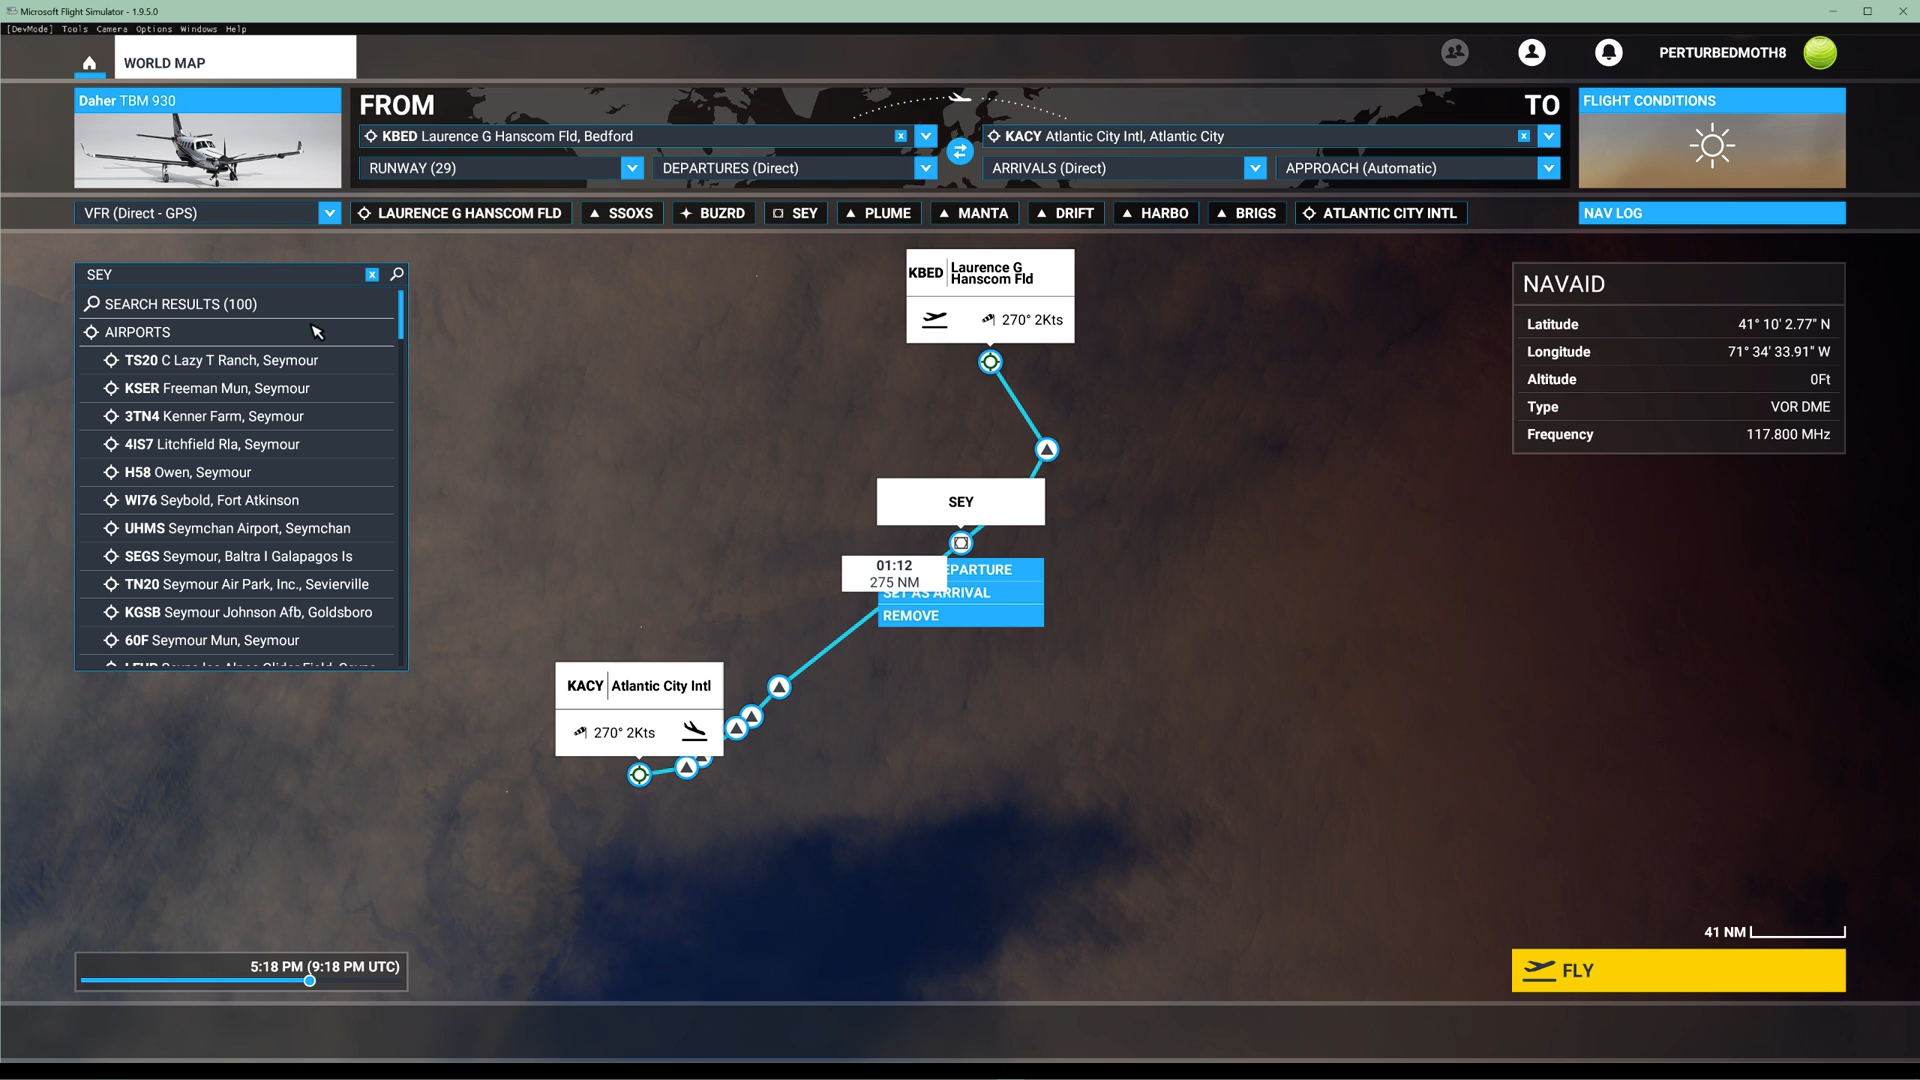 Microsoft Flight Simulator - 1.9.5.0
[DevMode] Tools Camera Options Windows Help
WORLD MAP
PERTURBEDMOTH8
Daher TBM 930
FROM
TO
FLIGHT CONDITIONS
KBED Laurence G Hanscom Fld, Bedford
KACY Atlantic City Intl, Atlantic City
RUNWAY (29)
DEPARTURES (Direct)
ARRIVALS (Direct)
APPROACH (Automatic)
VFR (Direct - GPS)
LAURENCE G HANSCOM FLD
SSOXS
BUZRD
SEY
PLUME
MANTA
DRIFT
HARBO
BRIGS
ATLANTIC CITY INTL
NAV LOG
SEY
SEARCH RESULTS (100)
AIRPORTS
TS20 C Lazy T Ranch, Seymour
KSER Freeman Mun, Seymour
3TN4 Kenner Farm, Seymour
4IS7 Litchfield Rla, Seymour
H58 Owen, Seymour
WI76 Seybold, Fort Atkinson
UHMS Seymchan Airport, Seymchan
SEGS Seymour, Baltra I Galapagos Is
TN20 Seymour Air Park, Inc., Sevierville
KGSB Seymour Johnson Afb, Goldsboro
60F Seymour Mun, Seymour
KBED Laurence G
Hanscom Fld
270° 2Kts
SEY
01:12
275 NM
EPARTURE
SET AS ARRIVAL
REMOVE
KACY Atlantic City Intl
270° 2Kts
NAVAID
Latitude 41° 10' 2.77" N
Longitude 71° 34' 33.91" W
Altitude 0Ft
Type VOR DME
Frequency 117.800 MHz
5:18 PM (9:18 PM UTC)
41 NM
FLY